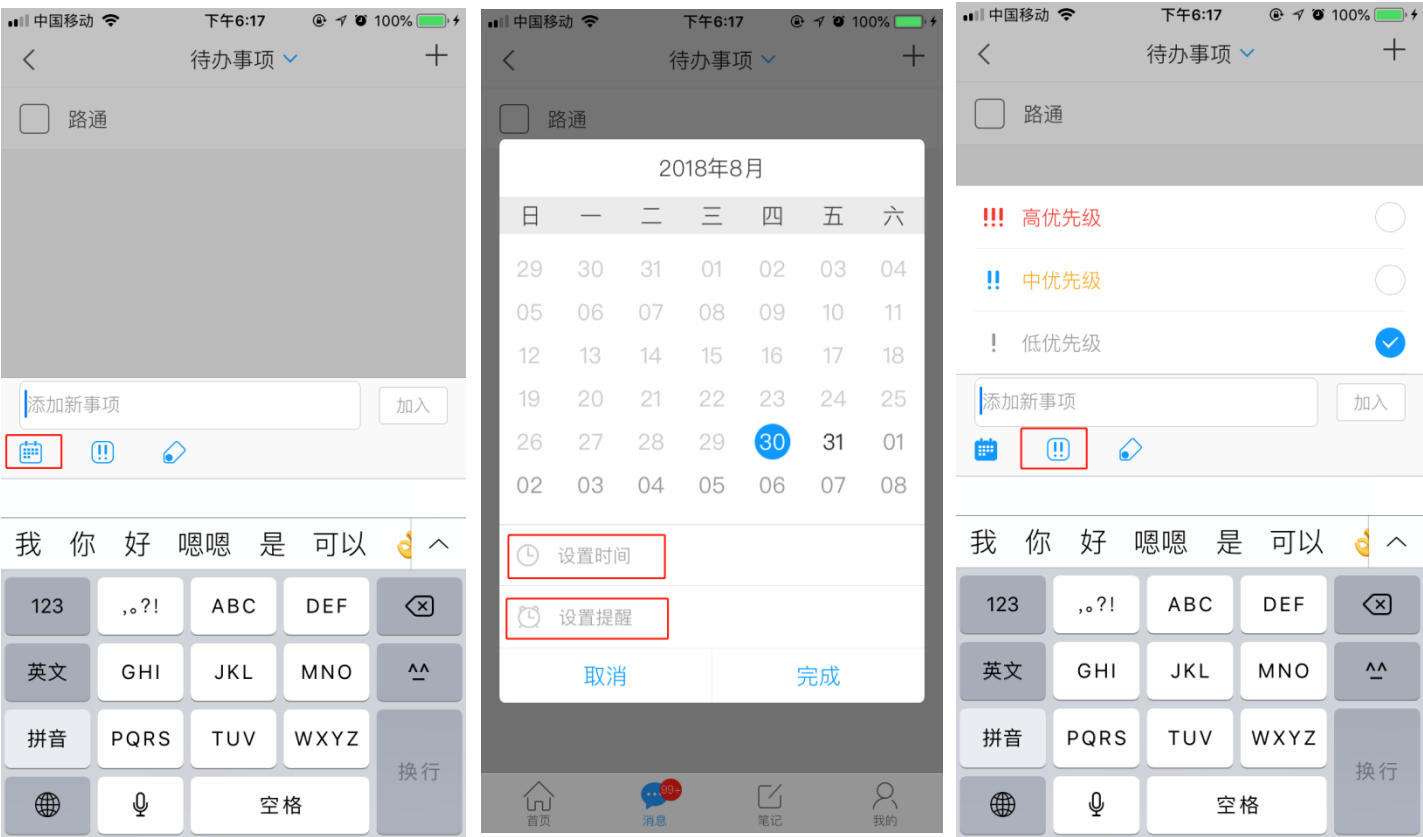 中国移动 下午6:17 100%
待办事项
路通
添加新事项 加入
我 你 好 嗯嗯 是 可以
123 ,。?! ABC DEF
英文 GHI JKL MNO ^^
拼音 PQRS TUV WXYZ 换行
空格
中国移动 下午6:17 100%
待办事项
路通
2018年8月
日 一 二 三 四 五 六
29 30 31 01 02 03 04
05 06 07 08 09 10 11
12 13 14 15 16 17 18
19 20 21 22 23 24 25
26 27 28 29 30 31 01
02 03 04 05 06 07 08
设置时间
设置提醒
取消 完成
99+
首页 消息 笔记 我的
中国移动 下午6:17 100%
待办事项
路通
!!! 高优先级
!! 中优先级
! 低优先级
添加新事项 加入
我 你 好 嗯嗯 是 可以
123 ,。?! ABC DEF
英文 GHI JKL MNO ^^
拼音 PQRS TUV WXYZ 换行
空格